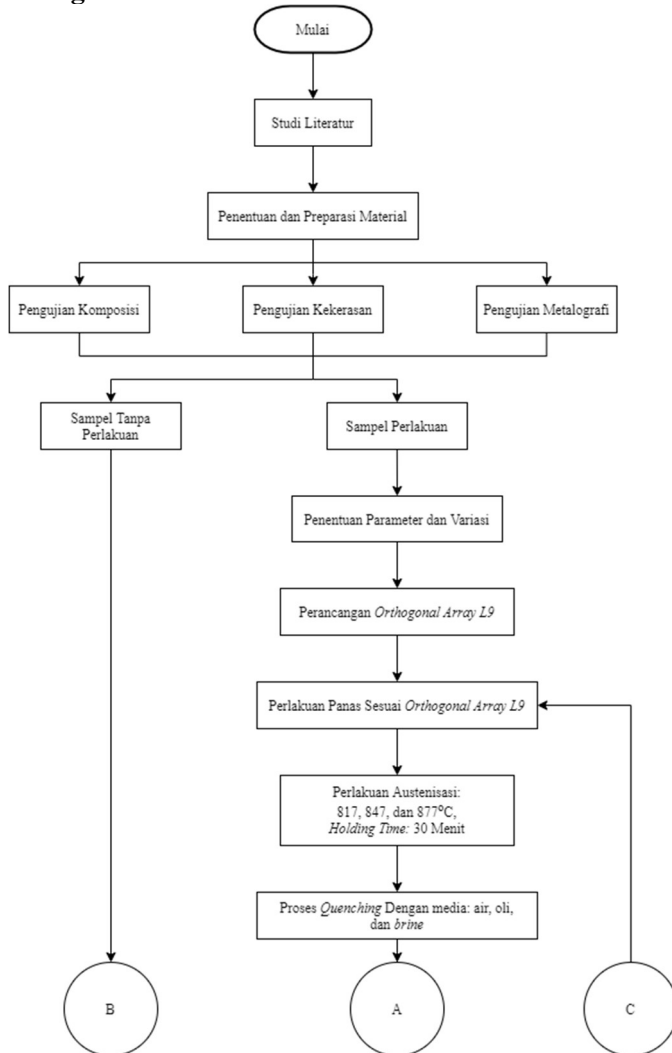 Mulai
Studi Literatur
Penentuan dan Preparasi Material
Pengujian Komposisi
Pengujian Kekerasan
Pengujian Metalografi
Sampel Tanpa
Perlakuan
Sampel Perlakuan
Penentuan Parameter dan Variasi
Perancangan Orthogonal Array L9
Perlakuan Panas Sesuai Orthogonal Array L9
Perlakuan Austenisasi:
817, 847, dan 877°C,
Holding Time: 30 Menit
Proses Quenching Dengan media: air, oli,
dan brine
B
A
C